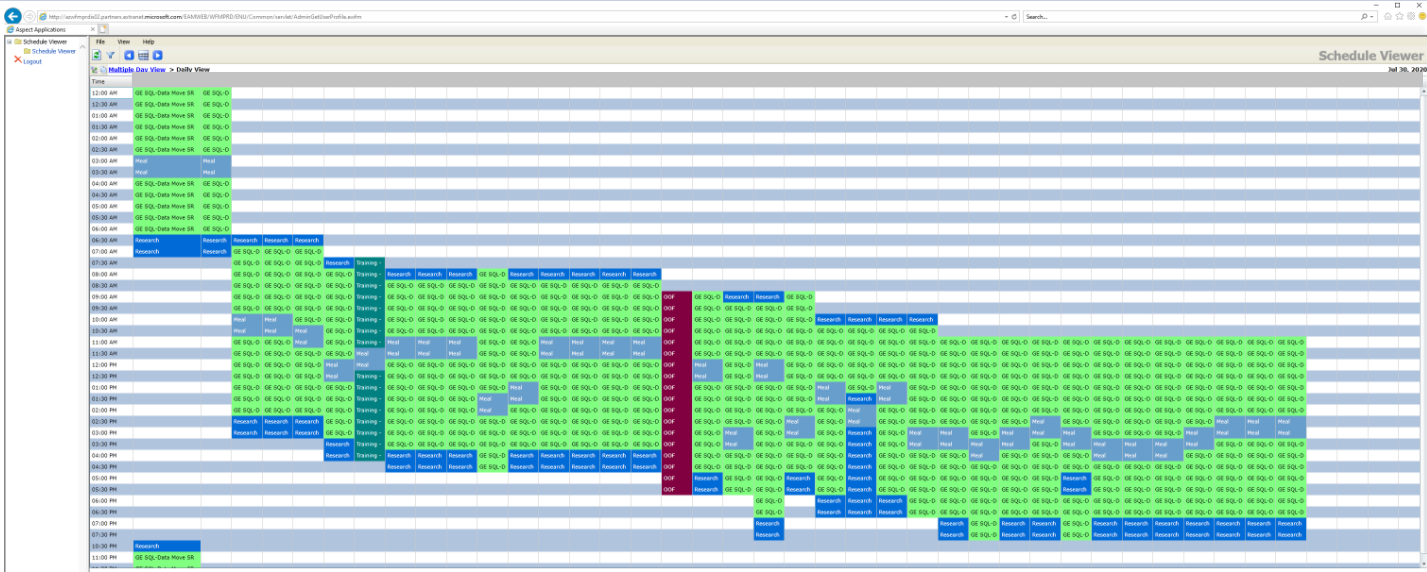 http://eswfmprdei02.partners.extranet.microsoft.com/EAMWEB/WFMPRD/ENU/Common/servlet/AdminGetUserProfile.ewfm
Search...
Aspect Applications
Schedule Viewer
Schedule Viewer
Logout
File View Help
Schedule Viewer
Multiple Day View > Daily View
Jul 30, 2020
Time
12:00 AM GE SQL-Data Move SR GE SQL-D
12:30 AM GE SQL-Data Move SR GE SQL-D
01:00 AM GE SQL-Data Move SR GE SQL-D
01:30 AM GE SQL-Data Move SR GE SQL-D
02:00 AM GE SQL-Data Move SR GE SQL-D
02:30 AM GE SQL-Data Move SR GE SQL-D
03:00 AM Meal Meal
03:30 AM Meal Meal
04:00 AM GE SQL-Data Move SR GE SQL-D
04:30 AM GE SQL-Data Move SR GE SQL-D
05:00 AM GE SQL-Data Move SR GE SQL-D
05:30 AM GE SQL-Data Move SR GE SQL-D
06:00 AM GE SQL-Data Move SR GE SQL-D
06:30 AM Research Research Research Research Research
07:00 AM Research Research GE SQL-D GE SQL-D GE SQL-D
07:30 AM GE SQL-D GE SQL-D GE SQL-D Research Training -
08:00 AM GE SQL-D GE SQL-D GE SQL-D GE SQL-D Training - Research Research Research GE SQL-D Research Research Research Research Research
08:30 AM GE SQL-D GE SQL-D GE SQL-D GE SQL-D Training - GE SQL-D GE SQL-D GE SQL-D GE SQL-D GE SQL-D GE SQL-D GE SQL-D GE SQL-D GE SQL-D
09:00 AM GE SQL-D GE SQL-D GE SQL-D GE SQL-D Training - GE SQL-D GE SQL-D GE SQL-D GE SQL-D GE SQL-D GE SQL-D GE SQL-D GE SQL-D GE SQL-D OOF GE SQL-D Research Research GE SQL-D
09:30 AM GE SQL-D GE SQL-D GE SQL-D GE SQL-D Training - GE SQL-D GE SQL-D GE SQL-D GE SQL-D GE SQL-D GE SQL-D GE SQL-D GE SQL-D GE SQL-D OOF GE SQL-D GE SQL-D GE SQL-D GE SQL-D
10:00 AM Meal Meal GE SQL-D GE SQL-D Training - GE SQL-D GE SQL-D GE SQL-D GE SQL-D GE SQL-D GE SQL-D GE SQL-D GE SQL-D GE SQL-D OOF GE SQL-D GE SQL-D GE SQL-D GE SQL-D Research Research Research Research
10:30 AM Meal Meal Meal GE SQL-D Training - GE SQL-D GE SQL-D GE SQL-D GE SQL-D GE SQL-D GE SQL-D GE SQL-D GE SQL-D GE SQL-D OOF GE SQL-D GE SQL-D GE SQL-D GE SQL-D GE SQL-D GE SQL-D GE SQL-D GE SQL-D
11:00 AM GE SQL-D GE SQL-D Meal GE SQL-D Training - Meal Meal Meal GE SQL-D GE SQL-D Meal Meal Meal Meal OOF GE SQL-D GE SQL-D GE SQL-D GE SQL-D GE SQL-D GE SQL-D GE SQL-D GE SQL-D GE SQL-D GE SQL-D GE SQL-D GE SQL-D GE SQL-D GE SQL-D GE SQL-D GE SQL-D GE SQL-D GE SQL-D GE SQL-D GE SQL-D
11:30 AM GE SQL-D GE SQL-D GE SQL-D GE SQL-D Meal Meal Meal Meal GE SQL-D GE SQL-D Meal Meal Meal Meal OOF GE SQL-D GE SQL-D GE SQL-D GE SQL-D GE SQL-D GE SQL-D GE SQL-D GE SQL-D GE SQL-D GE SQL-D GE SQL-D GE SQL-D GE SQL-D GE SQL-D GE SQL-D GE SQL-D GE SQL-D GE SQL-D GE SQL-D GE SQL-D
12:00 PM GE SQL-D GE SQL-D GE SQL-D Meal Meal GE SQL-D GE SQL-D GE SQL-D GE SQL-D GE SQL-D GE SQL-D GE SQL-D GE SQL-D GE SQL-D OOF Meal GE SQL-D Meal GE SQL-D GE SQL-D GE SQL-D GE SQL-D GE SQL-D GE SQL-D GE SQL-D GE SQL-D GE SQL-D GE SQL-D GE SQL-D GE SQL-D GE SQL-D GE SQL-D GE SQL-D GE SQL-D GE SQL-D
12:30 PM GE SQL-D GE SQL-D GE SQL-D Meal Training - GE SQL-D GE SQL-D GE SQL-D GE SQL-D GE SQL-D GE SQL-D GE SQL-D GE SQL-D GE SQL-D OOF Meal GE SQL-D Meal GE SQL-D GE SQL-D GE SQL-D GE SQL-D GE SQL-D GE SQL-D GE SQL-D GE SQL-D GE SQL-D GE SQL-D GE SQL-D GE SQL-D GE SQL-D GE SQL-D GE SQL-D GE SQL-D GE SQL-D
01:00 PM GE SQL-D GE SQL-D GE SQL-D GE SQL-D Training - GE SQL-D GE SQL-D GE SQL-D GE SQL-D Meal GE SQL-D GE SQL-D GE SQL-D GE SQL-D OOF GE SQL-D GE SQL-D GE SQL-D GE SQL-D Meal GE SQL-D Meal GE SQL-D GE SQL-D GE SQL-D GE SQL-D GE SQL-D GE SQL-D GE SQL-D GE SQL-D GE SQL-D GE SQL-D GE SQL-D GE SQL-D GE SQL-D
01:30 PM GE SQL-D GE SQL-D GE SQL-D GE SQL-D Training - GE SQL-D GE SQL-D GE SQL-D Meal Meal GE SQL-D GE SQL-D GE SQL-D GE SQL-D OOF GE SQL-D GE SQL-D GE SQL-D GE SQL-D Meal Research Meal GE SQL-D GE SQL-D GE SQL-D GE SQL-D GE SQL-D GE SQL-D GE SQL-D GE SQL-D GE SQL-D GE SQL-D GE SQL-D GE SQL-D GE SQL-D
02:00 PM GE SQL-D GE SQL-D GE SQL-D GE SQL-D Training - GE SQL-D GE SQL-D GE SQL-D Meal GE SQL-D GE SQL-D GE SQL-D GE SQL-D GE SQL-D OOF GE SQL-D GE SQL-D GE SQL-D GE SQL-D GE SQL-D Meal GE SQL-D GE SQL-D GE SQL-D GE SQL-D GE SQL-D GE SQL-D GE SQL-D GE SQL-D GE SQL-D GE SQL-D GE SQL-D GE SQL-D GE SQL-D GE SQL-D
02:30 PM Research Research Research GE SQL-D Training - GE SQL-D GE SQL-D GE SQL-D GE SQL-D GE SQL-D GE SQL-D GE SQL-D GE SQL-D GE SQL-D OOF GE SQL-D GE SQL-D GE SQL-D Meal GE SQL-D Meal GE SQL-D GE SQL-D GE SQL-D GE SQL-D GE SQL-D Meal GE SQL-D GE SQL-D GE SQL-D GE SQL-D GE SQL-D Meal Meal Meal
03:00 PM Research Research Research GE SQL-D Training - GE SQL-D GE SQL-D GE SQL-D GE SQL-D GE SQL-D GE SQL-D GE SQL-D GE SQL-D GE SQL-D OOF GE SQL-D Meal GE SQL-D Meal GE SQL-D Research GE SQL-D Meal Meal GE SQL-D Meal Meal Meal GE SQL-D GE SQL-D GE SQL-D GE SQL-D Meal Meal Meal
03:30 PM Research Training - GE SQL-D GE SQL-D GE SQL-D GE SQL-D GE SQL-D GE SQL-D GE SQL-D GE SQL-D GE SQL-D OOF GE SQL-D Meal GE SQL-D GE SQL-D GE SQL-D Research GE SQL-D Meal Meal Meal Meal GE SQL-D Meal Meal Meal Meal Meal GE SQL-D GE SQL-D GE SQL-D
04:00 PM Research Training - Research Research Research GE SQL-D Research Research Research Research Research OOF GE SQL-D GE SQL-D GE SQL-D GE SQL-D GE SQL-D Research GE SQL-D GE SQL-D GE SQL-D Meal GE SQL-D GE SQL-D Meal Meal Meal Meal GE SQL-D GE SQL-D GE SQL-D GE SQL-D
04:30 PM Research Research Research GE SQL-D Research Research Research Research Research OOF GE SQL-D GE SQL-D GE SQL-D GE SQL-D GE SQL-D Research GE SQL-D GE SQL-D GE SQL-D GE SQL-D GE SQL-D GE SQL-D GE SQL-D GE SQL-D GE SQL-D GE SQL-D GE SQL-D GE SQL-D GE SQL-D GE SQL-D
05:00 PM OOF Research GE SQL-D GE SQL-D Research GE SQL-D Research GE SQL-D GE SQL-D GE SQL-D GE SQL-D GE SQL-D GE SQL-D Research GE SQL-D GE SQL-D GE SQL-D GE SQL-D GE SQL-D GE SQL-D GE SQL-D
05:30 PM OOF Research GE SQL-D GE SQL-D Research GE SQL-D Research GE SQL-D GE SQL-D GE SQL-D GE SQL-D GE SQL-D GE SQL-D Research GE SQL-D GE SQL-D GE SQL-D GE SQL-D GE SQL-D GE SQL-D GE SQL-D
06:00 PM GE SQL-D Research Research Research GE SQL-D GE SQL-D GE SQL-D GE SQL-D GE SQL-D GE SQL-D GE SQL-D GE SQL-D GE SQL-D GE SQL-D GE SQL-D GE SQL-D GE SQL-D
06:30 PM GE SQL-D Research Research Research GE SQL-D GE SQL-D GE SQL-D GE SQL-D GE SQL-D GE SQL-D GE SQL-D GE SQL-D GE SQL-D GE SQL-D GE SQL-D GE SQL-D GE SQL-D
07:00 PM Research Research GE SQL-D Research Research GE SQL-D Research Research Research Research Research Research Research
07:30 PM Research Research GE SQL-D Research Research GE SQL-D Research Research Research Research Research Research Research
10:30 PM Research
11:00 PM GE SQL-Data Move SR